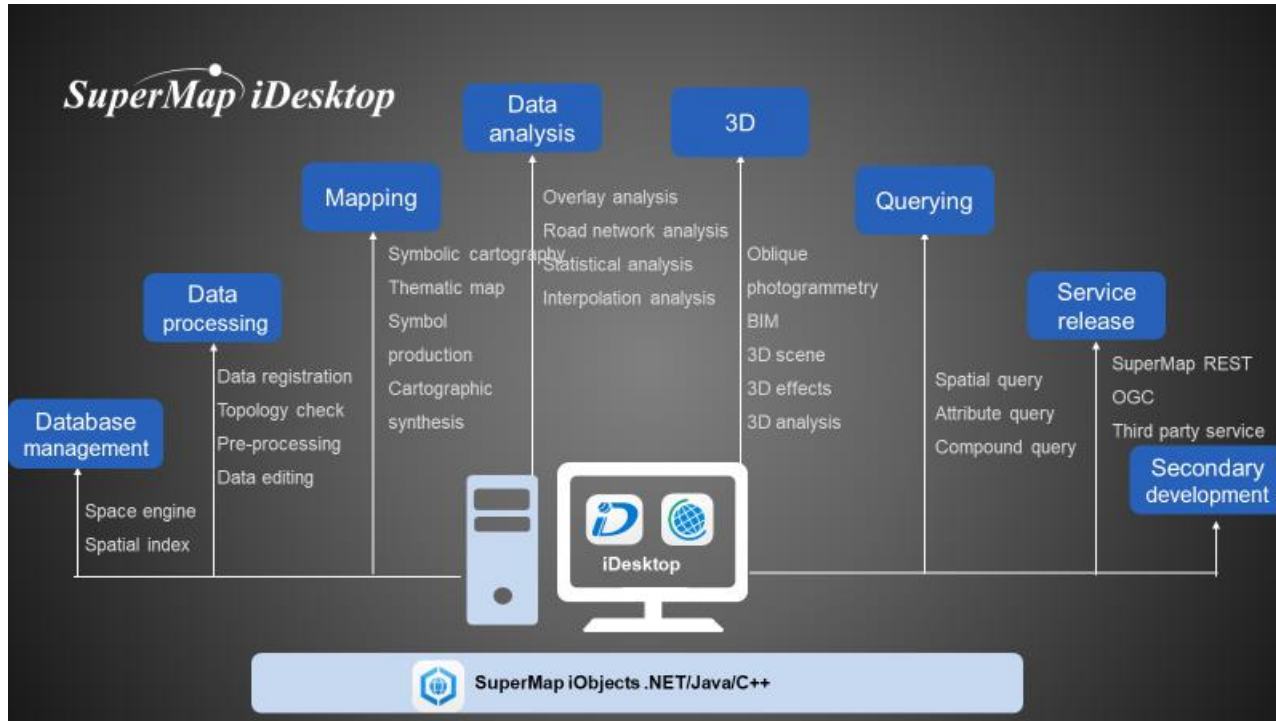 SuperMap iDesktop
Database
management
Space engine
Spatial index
Data
processing
Data registration
Topology check
Pre-processing
Data editing
Mapping
Symbolic cartography
Thematic map
Symbol
production
Cartographic
synthesis
Data
analysis
Overlay analysis
Road network analysis
Statistical analysis
Interpolation analysis
3D
Oblique
photogrammetry
BIM
3D scene
3D effects
3D analysis
Querying
Spatial query
Attribute query
Compound query
Service
release
SuperMap REST
OGC
Third party service
Secondary
development
iD
iDesktop
SuperMap iObjects .NET/Java/C++